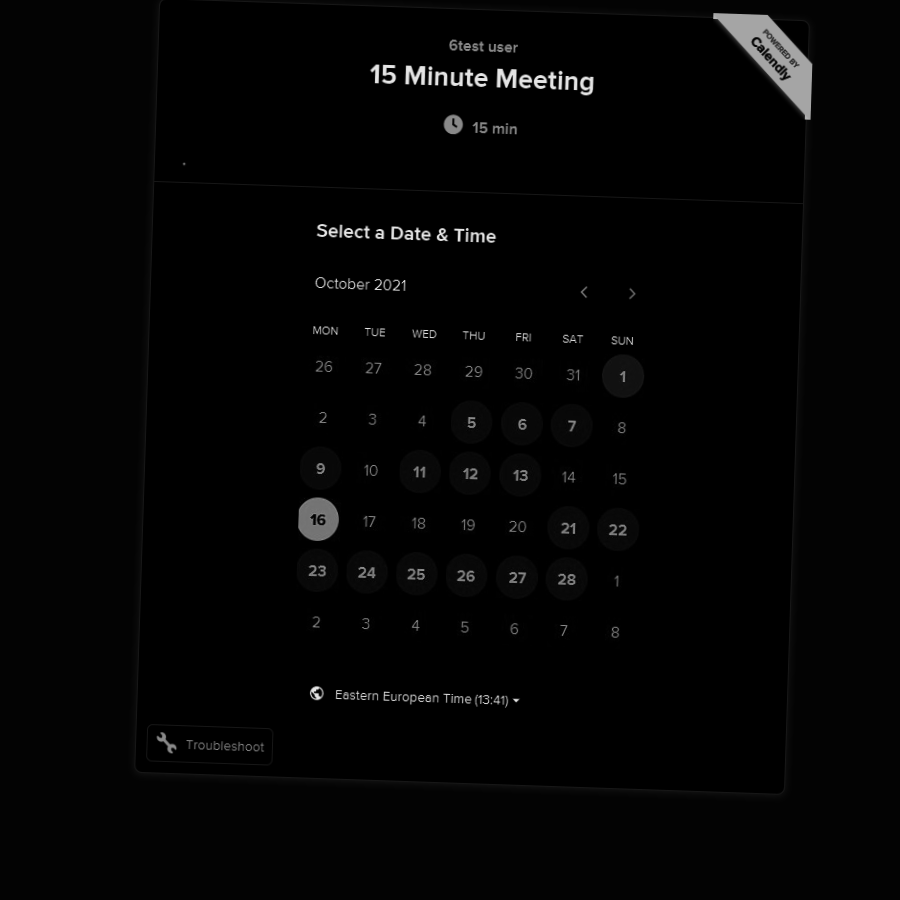 POWERED BY
Calendly
6test user
15 Minute Meeting
15 min
Select a Date & Time
October 2021
MON TUE WED THU FRI SAT SUN
26 27 28 29 30 31 1
2 3 4 5 6 7 8
9 10 11 12 13 14 15
16 17 18 19 20 21 22
23 24 25 26 27 28 1
2 3 4 5 6 7 8
Eastern European Time (13:41)
Troubleshoot